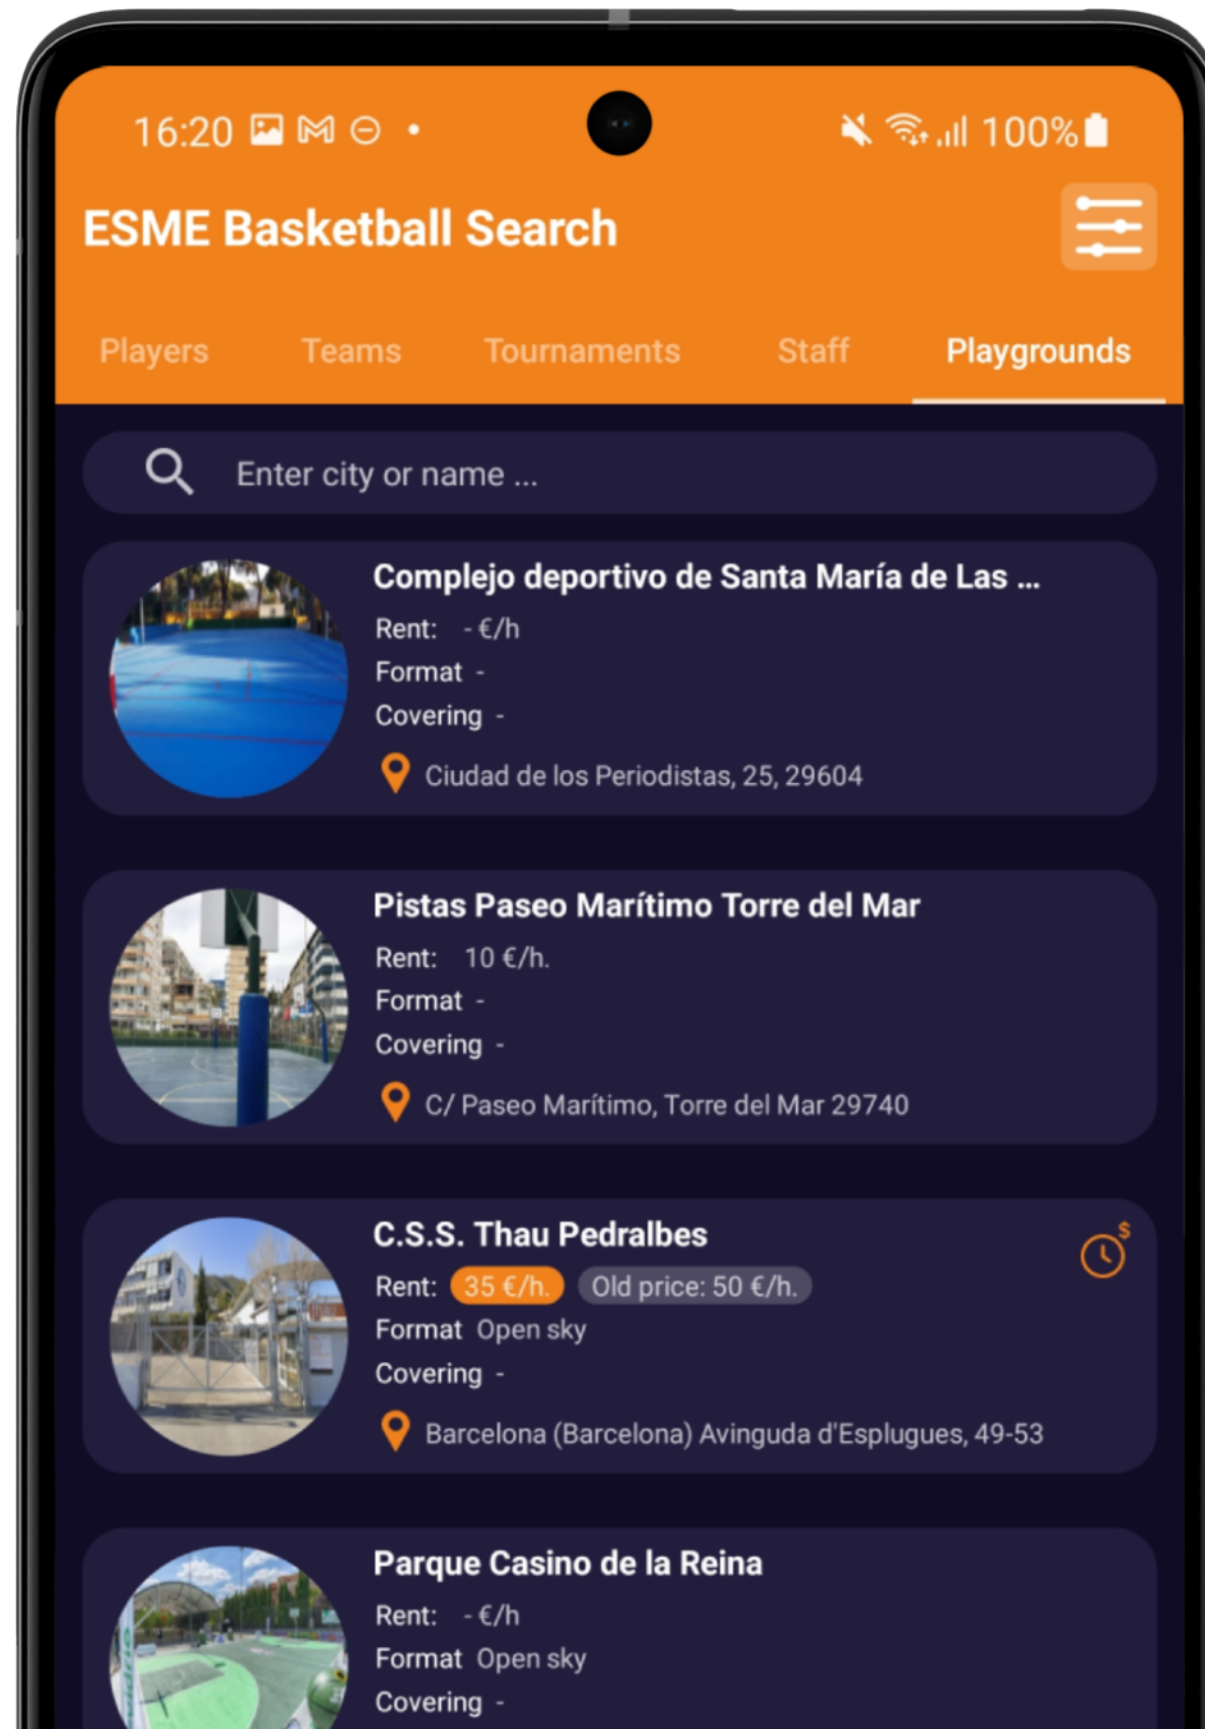 16:20 100%
ESME Basketball Search
Players Teams Tournaments Staff Playgrounds
Enter city or name ...
Complejo deportivo de Santa María de Las ...
Rent: - €/h
Format -
Covering -
Ciudad de los Periodistas, 25, 29604
Pistas Paseo Marítimo Torre del Mar
Rent: 10 €/h.
Format -
Covering -
C/ Paseo Marítimo, Torre del Mar 29740
C.S.S. Thau Pedralbes
$
Rent: 35 €/h. Old price: 50 €/h.
Format Open sky
Covering -
Barcelona (Barcelona) Avinguda d'Esplugues, 49-53
Parque Casino de la Reina
Rent: - €/h
Format Open sky
Covering -